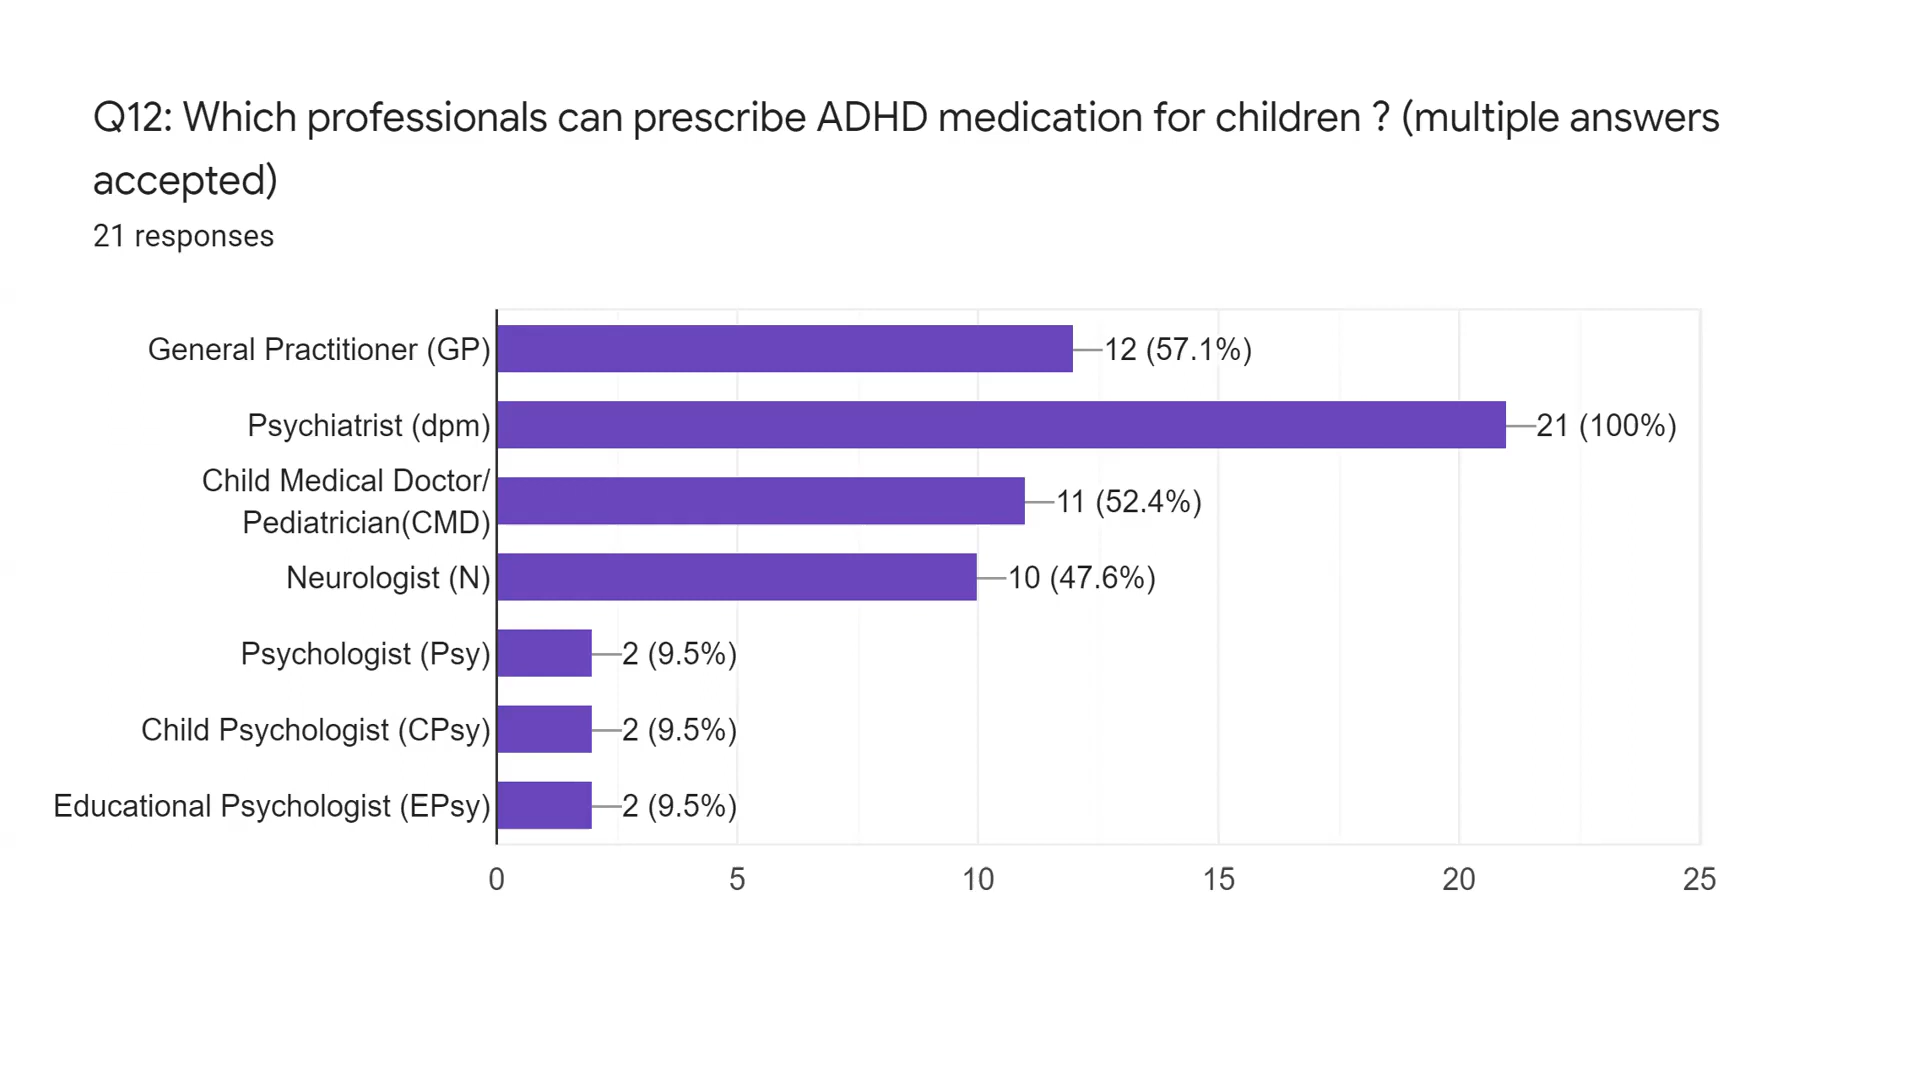 Q12: Which professionals can prescribe ADHD medication for children ? (multiple answers
accepted)
21 responses
General Practitioner (GP)
12 (57.1%)
Psychiatrist (dpm)
21 (100%)
Child Medical Doctor/
Pediatrician(CMD)
11 (52.4%)
Neurologist (N)
10 (47.6%)
Psychologist (Psy)
2 (9.5%)
Child Psychologist (CPsy)
2 (9.5%)
Educational Psychologist (EPsy)
2 (9.5%)
0 5 10 15 20 25